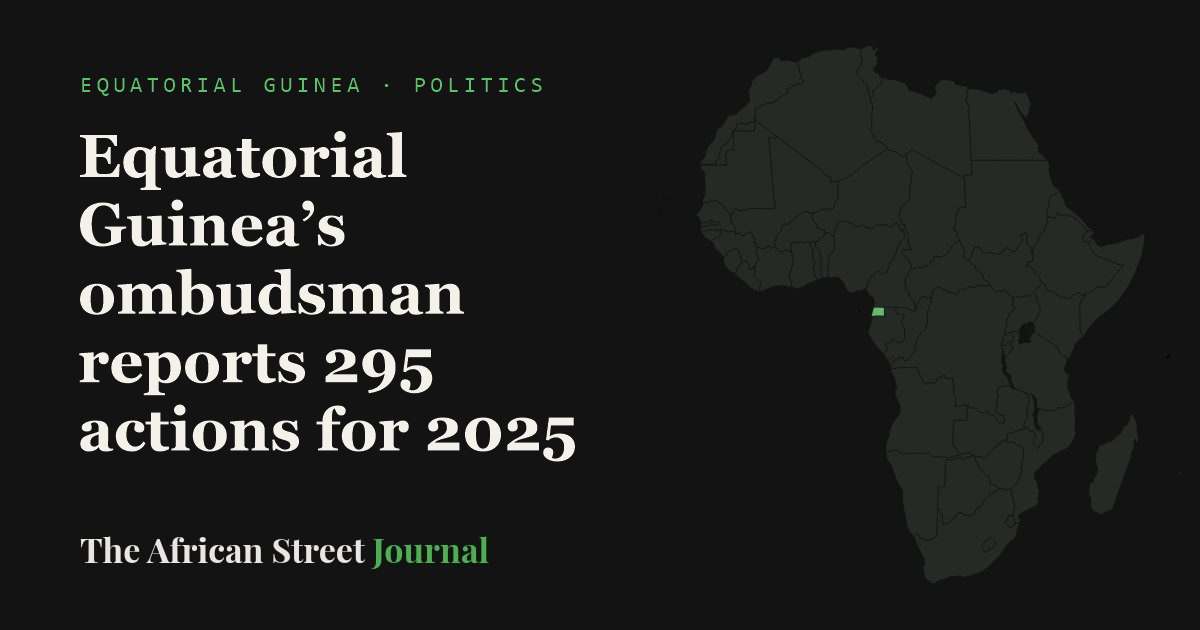 EQUATORIAL GUINEA · POLITICS
Equatorial
Guinea’s
ombudsman
reports 295
actions for 2025
The African Street Journal